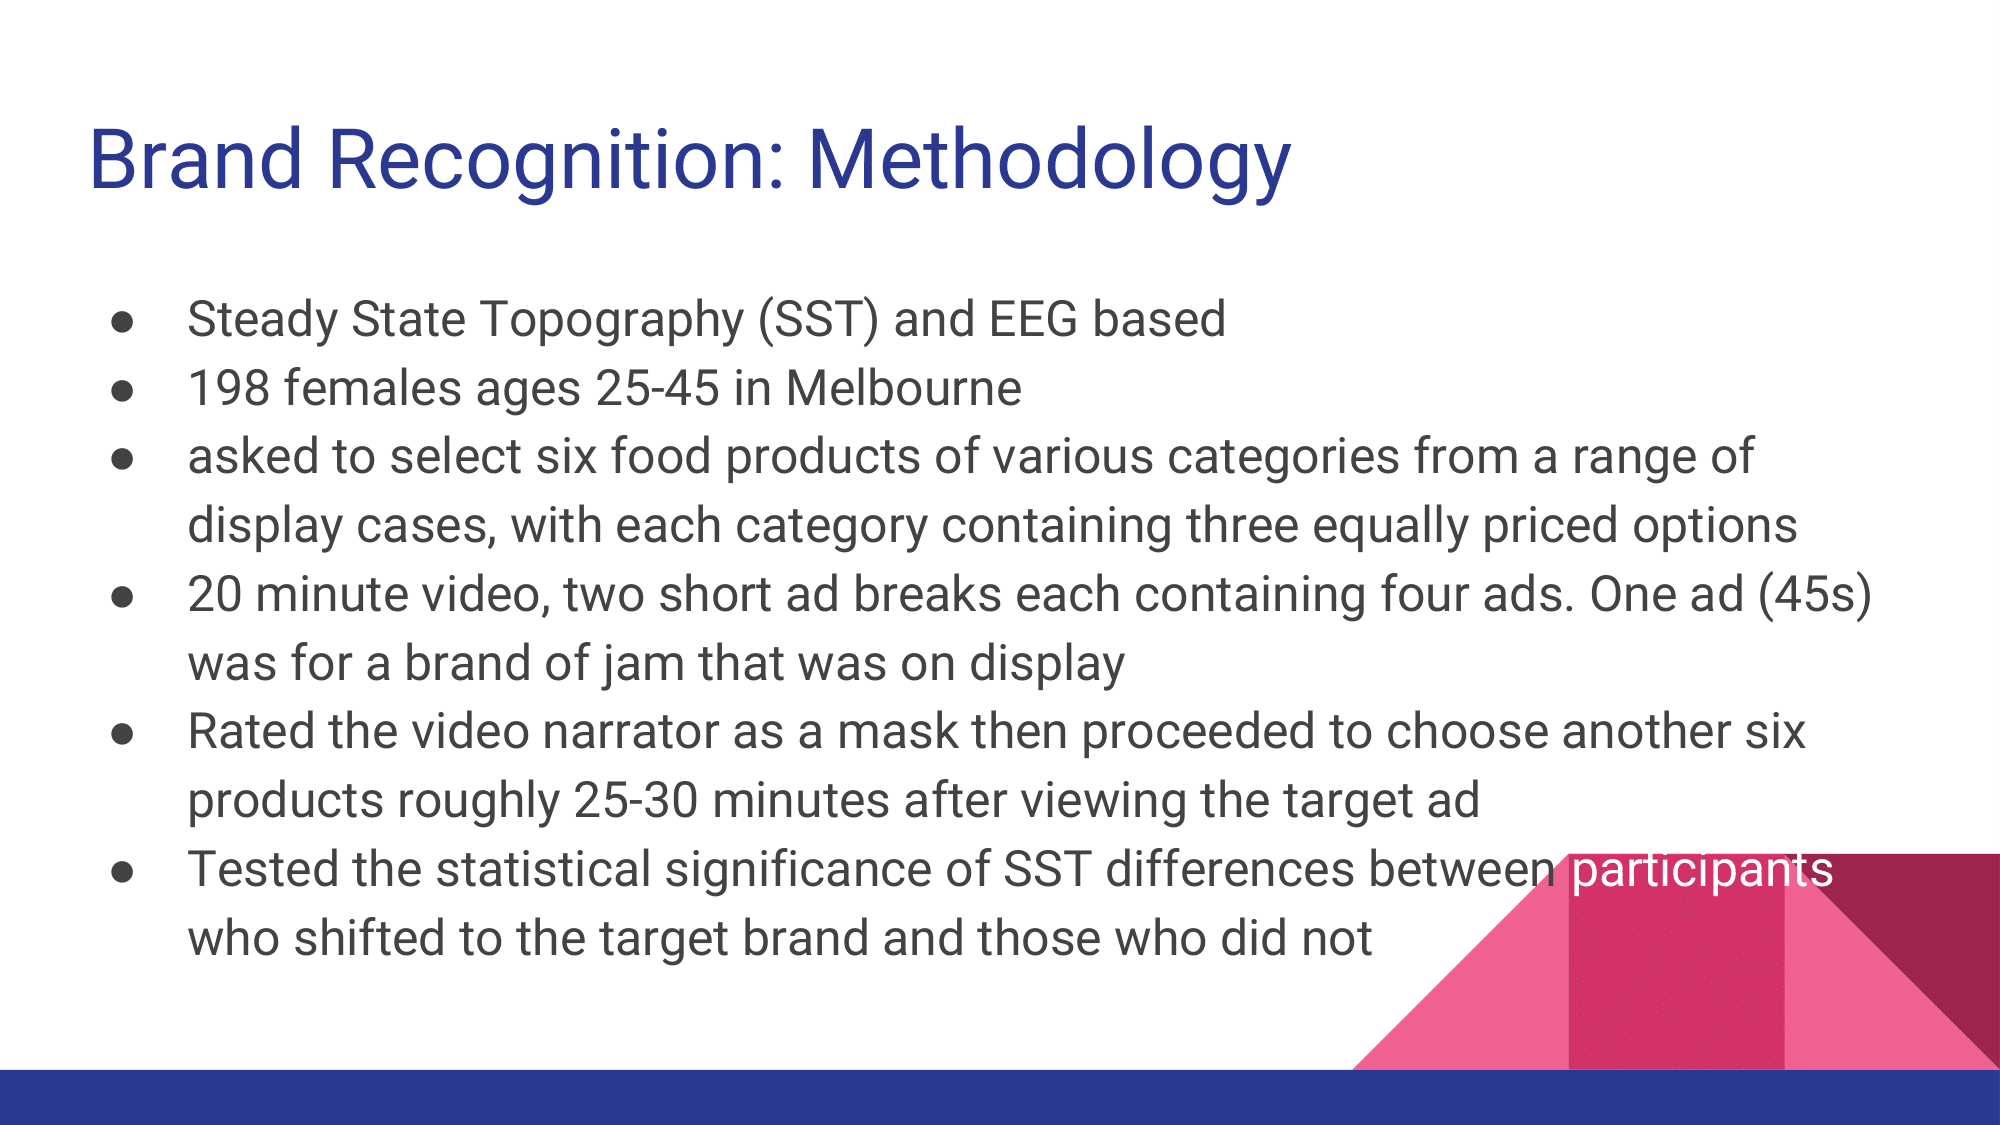 Brand Recognition: Methodology
● Steady State Topography (SST) and EEG based
● 198 females ages 25-45 in Melbourne
● asked to select six food products of various categories from a range of
display cases, with each category containing three equally priced options
● 20 minute video, two short ad breaks each containing four ads. One ad (45s)
was for a brand of jam that was on display
● Rated the video narrator as a mask then proceeded to choose another six
products roughly 25-30 minutes after viewing the target ad
● Tested the statistical significance of SST differences between participants
who shifted to the target brand and those who did not